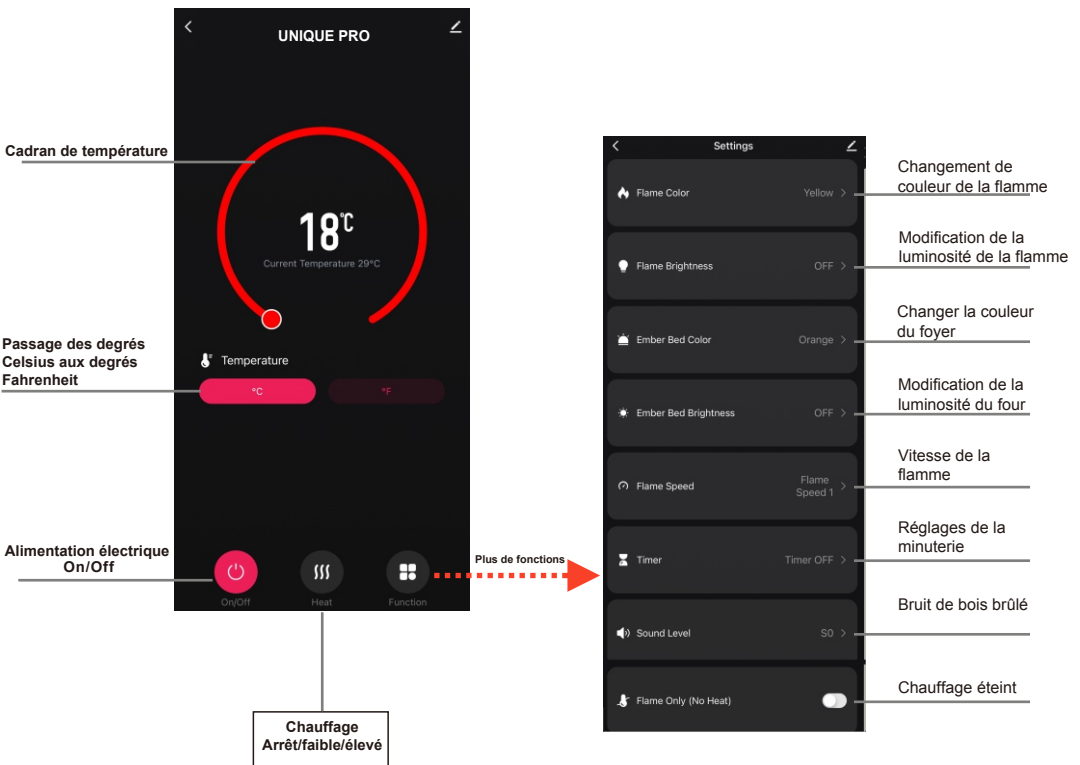 UNIQUE PRO
Cadran de température
18°C
Current Temperature 29°C
Passage des degrés
Celsius aux degrés
Fahrenheit
Temperature
°C
°F
Alimentation électrique
On/Off
On/Off
Heat
Function
Plus de fonctions
Chauffage
Arrêt/faible/élevé
Settings
Flame Color
Yellow
Changement de
couleur de la flamme
Flame Brightness
OFF
Modification de la
luminosité de la flamme
Ember Bed Color
Orange
Changer la couleur
du foyer
Ember Bed Brightness
OFF
Modification de la
luminosité du four
Flame Speed
Flame
Speed 1
Vitesse de la
flamme
Timer
Timer OFF
Réglages de la
minuterie
Sound Level
S0
Bruit de bois brûlé
Flame Only (No Heat)
Chauffage éteint